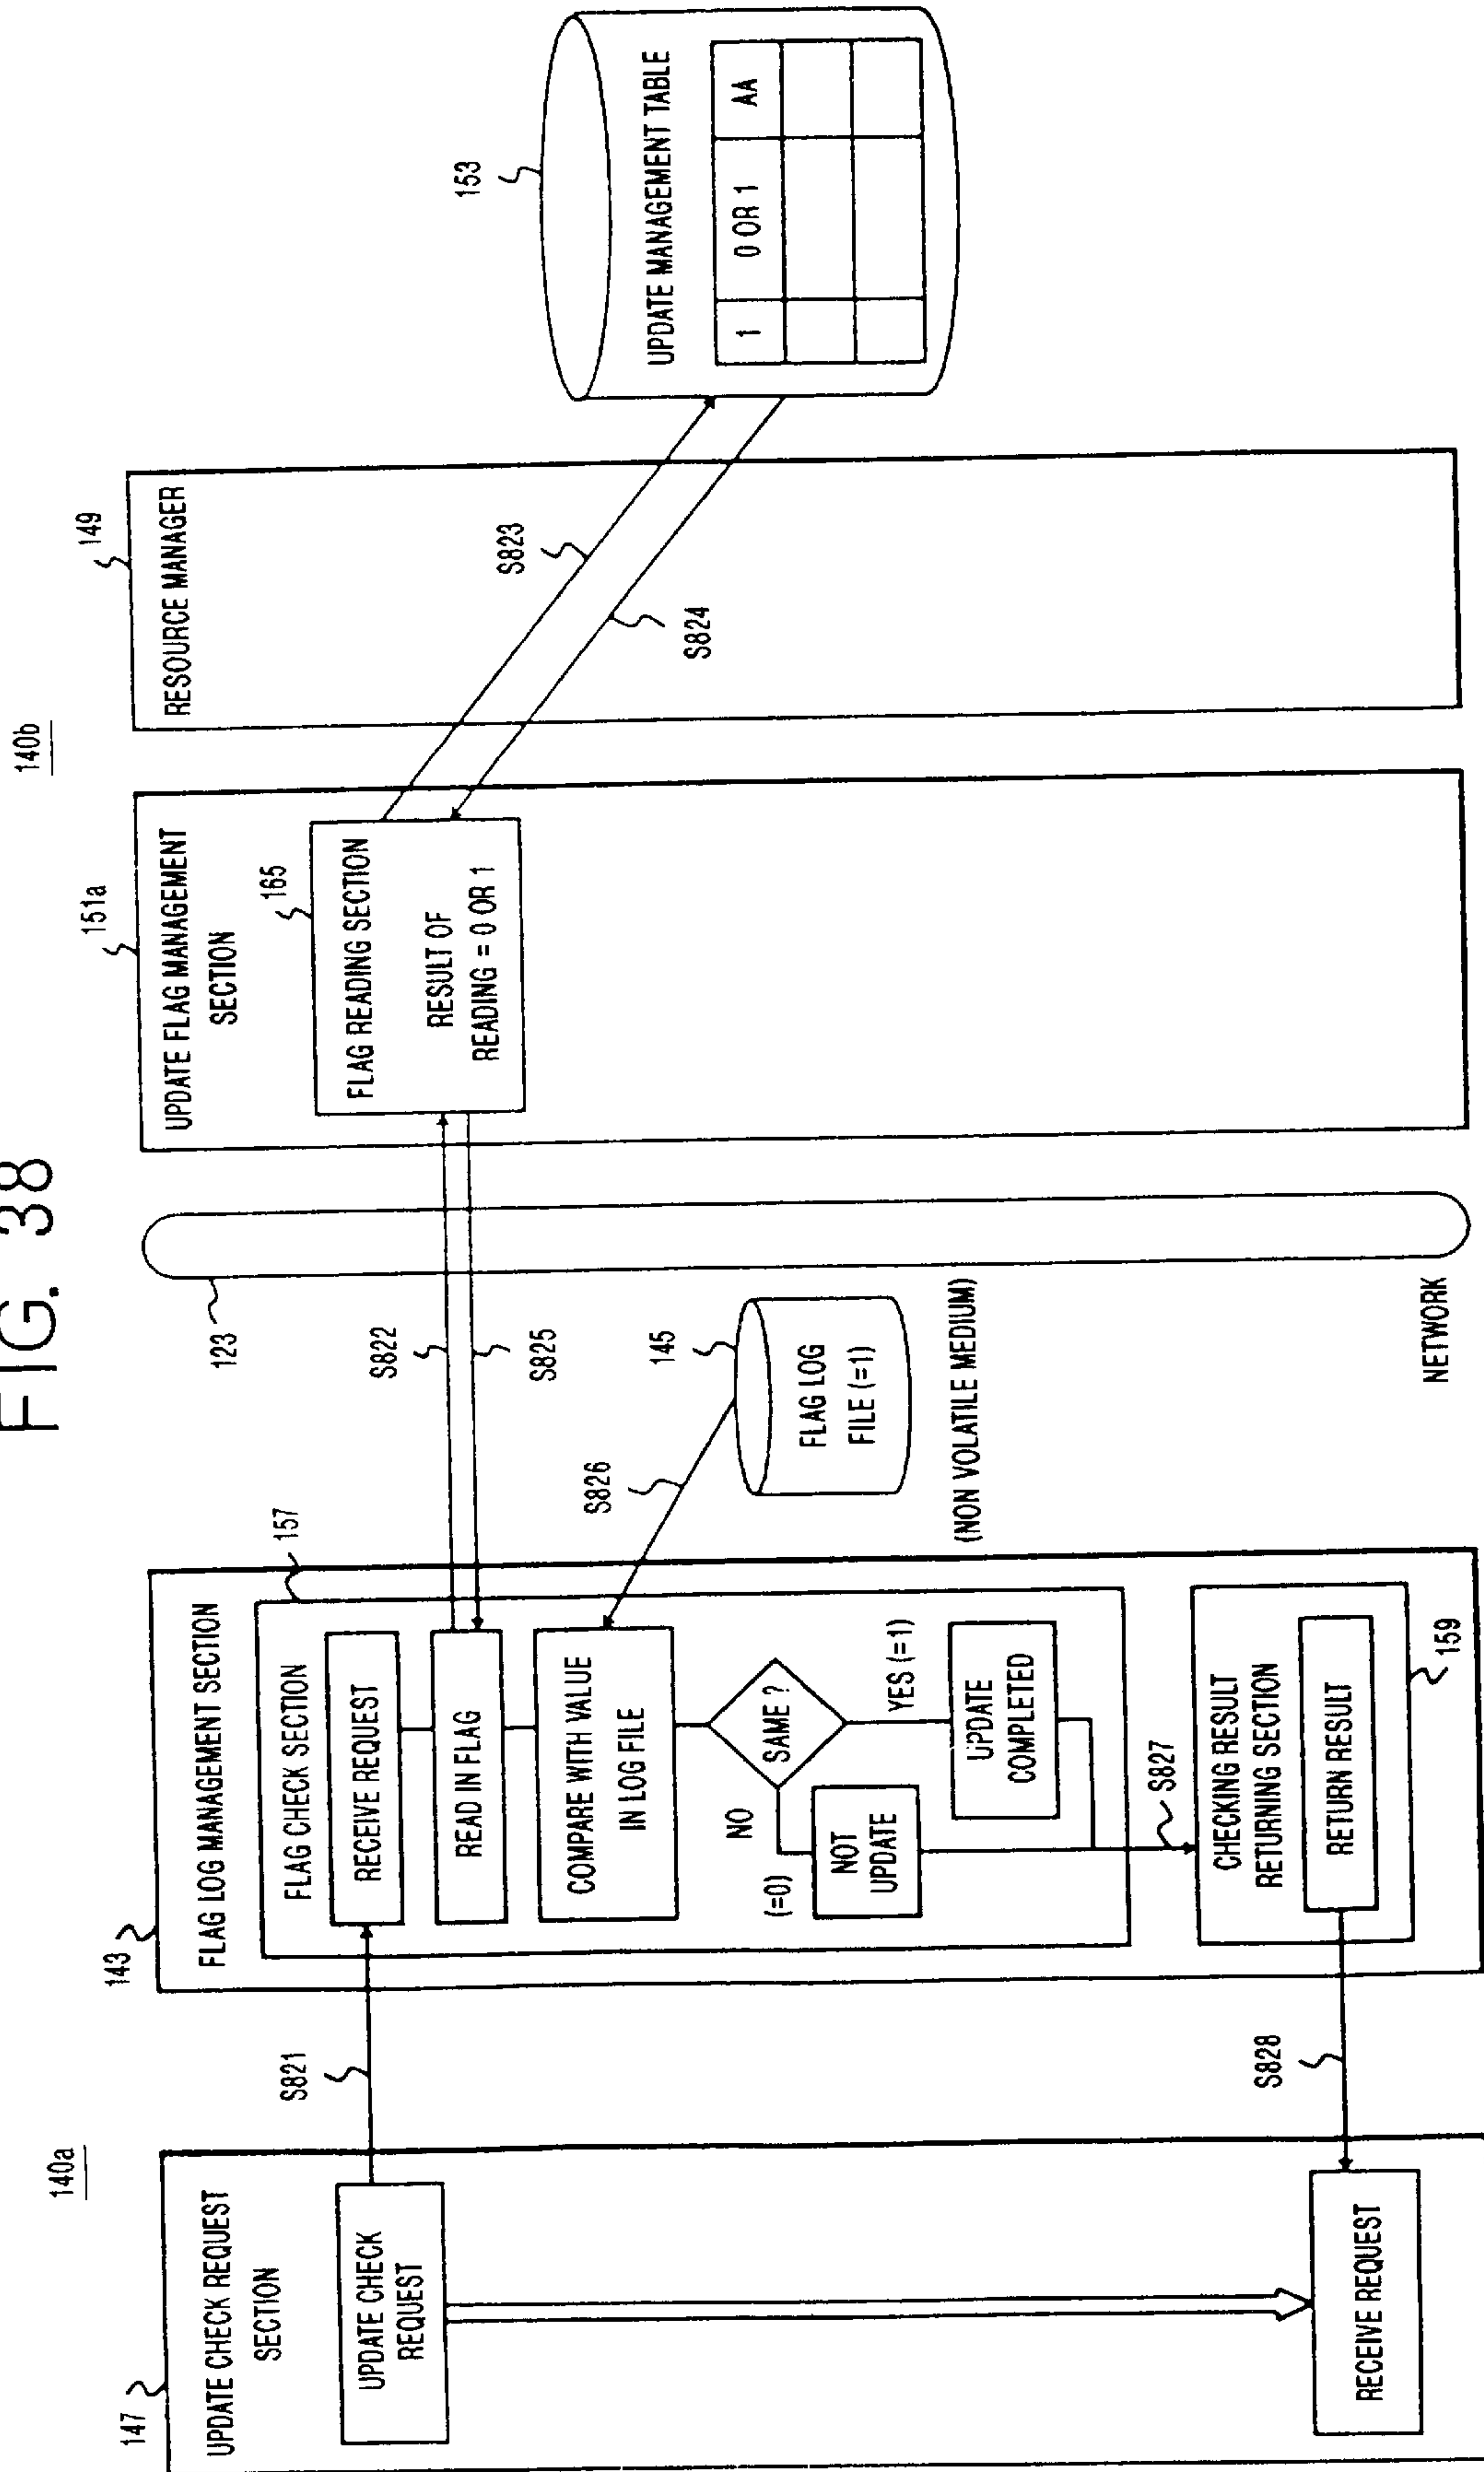 FIG. 38
140a
140b
147
UPDATE CHECK REQUEST
SECTION
UPDATE CHECK
REQUEST
RECEIVE REQUEST
S821
S828
143
FLAG LOG MANAGEMENT SECTION
157
FLAG CHECK SECTION
RECEIVE REQUEST
READ IN FLAG
COMPARE WITH VALUE
IN LOG FILE
SAME ?
NO
(=0)
YES (=1)
NOT
UPDATE
UPDATE
COMPLETED
S827
CHECKING RESULT
RETURNING SECTION
RETURN RESULT
159
S826
145
FLAG LOG
FILE (=1)
(NON VOLATILE MEDIUM)
S822
S825
123
NETWORK
151a
UPDATE FLAG MANAGEMENT
SECTION
165
FLAG READING SECTION
RESULT OF
READING = 0 OR 1
149
RESOURCE MANAGER
S823
S824
153
UPDATE MANAGEMENT TABLE
1 0 OR 1 AA